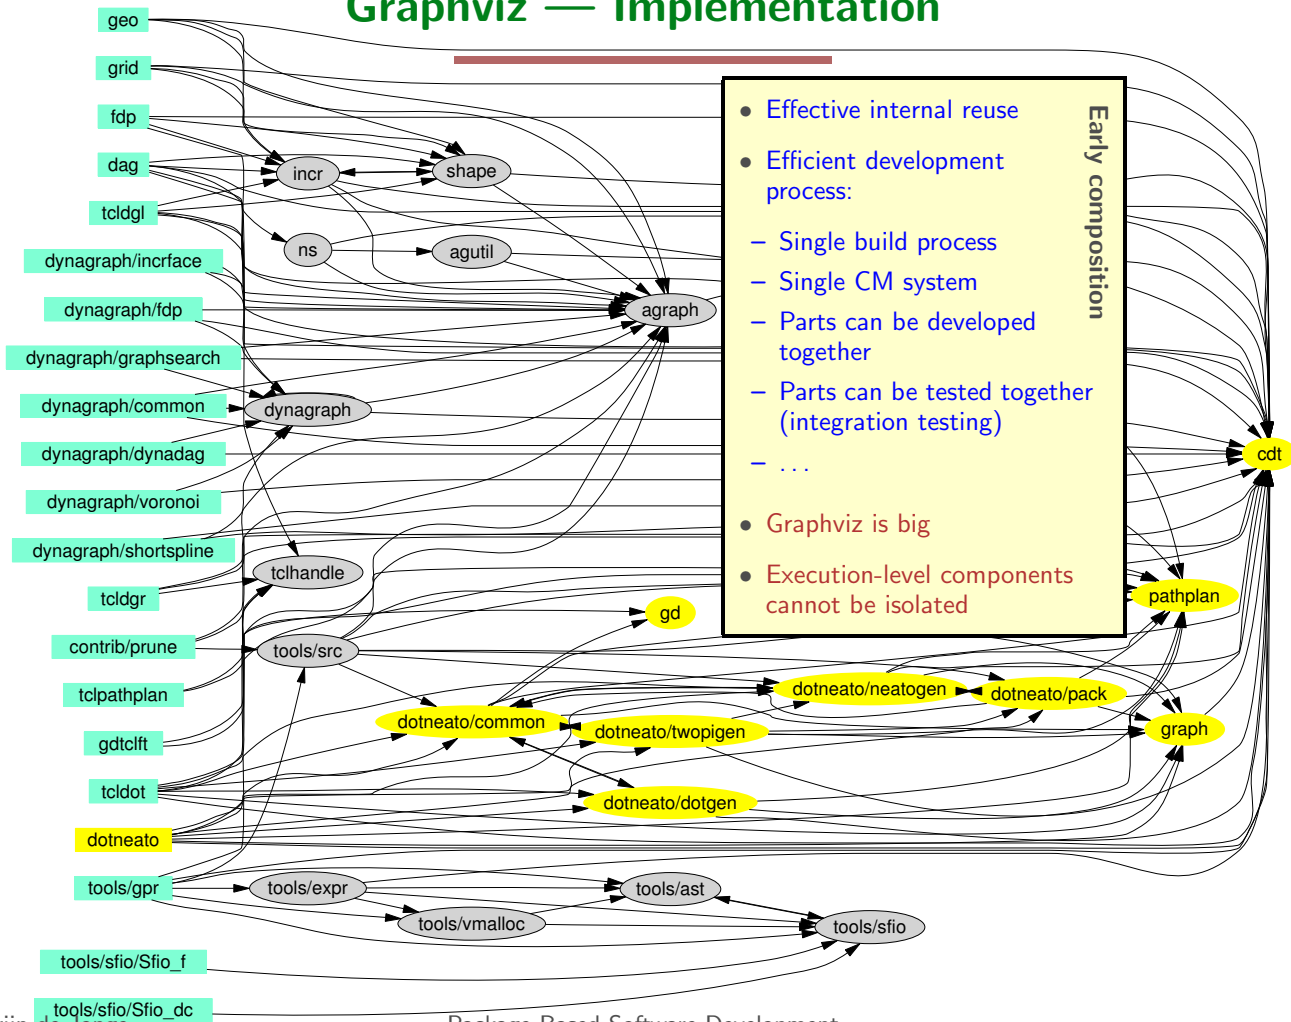 Graphviz — Implementation
geo
grid
fdp
dag
tcldgl
dynagraph/incrface
dynagraph/fdp
dynagraph/graphsearch
dynagraph/common
dynagraph/dynadag
dynagraph/voronoi
dynagraph/shortspline
tcldgr
contrib/prune
tclpathplan
gdtclft
tcldot
dotneato
tools/gpr
tools/sfio/Sfio_f
tools/sfio/Sfio_dc
incr
shape
ns
agutil
agraph
dynagraph
tclhandle
tools/src
gd
dotneato/common
dotneato/twopigen
dotneato/neatogen
dotneato/pack
dotneato/dotgen
tools/expr
tools/vmalloc
tools/ast
tools/sfio
cdt
pathplan
graph
Early composition
• Effective internal reuse
• Efficient development
process:
– Single build process
– Single CM system
– Parts can be developed
together
– Parts can be tested together
(integration testing)
– . . .
• Graphviz is big
• Execution-level components
cannot be isolated
Package Based Software Development